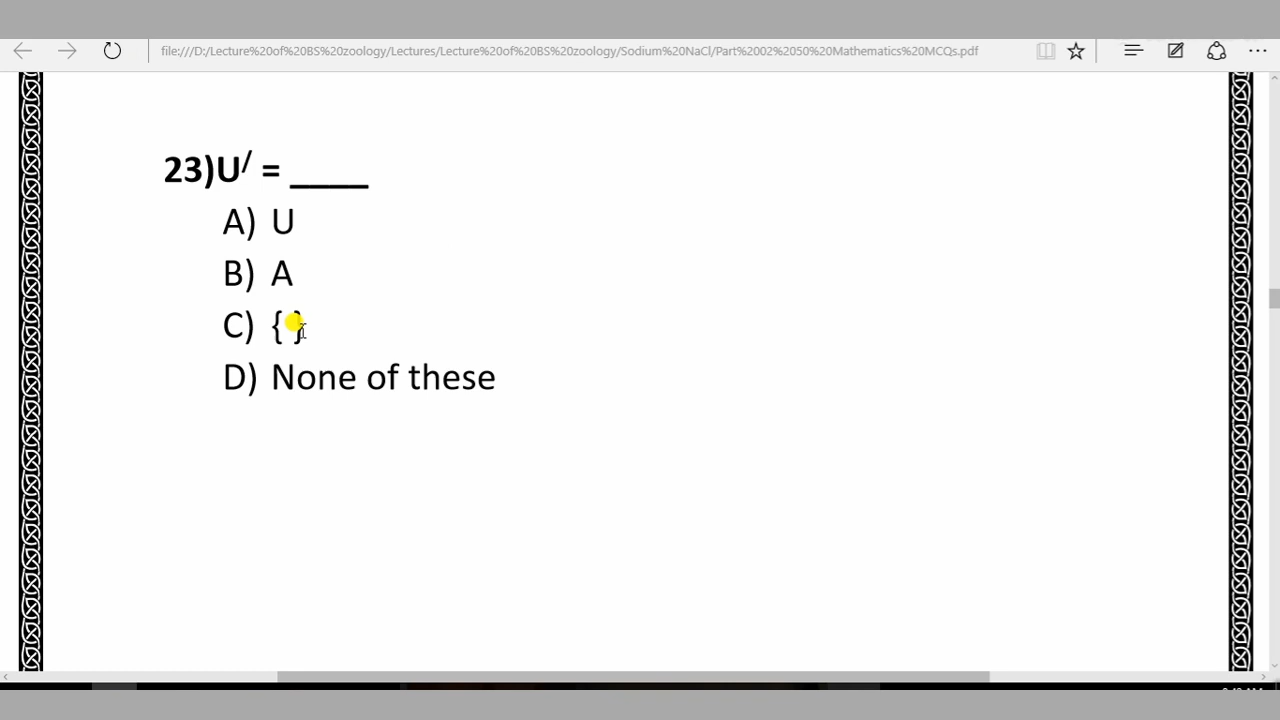 file:///D:/Lecture%20of%20BS%20zoology/Lectures/Lecture%20of%20BS%20zoology/Sodium%20NaCl/Part%2002%2050%20Mathematics%20MCQs.pdf
23)U/ = ____
A) U
B) A
C) { }
D) None of these